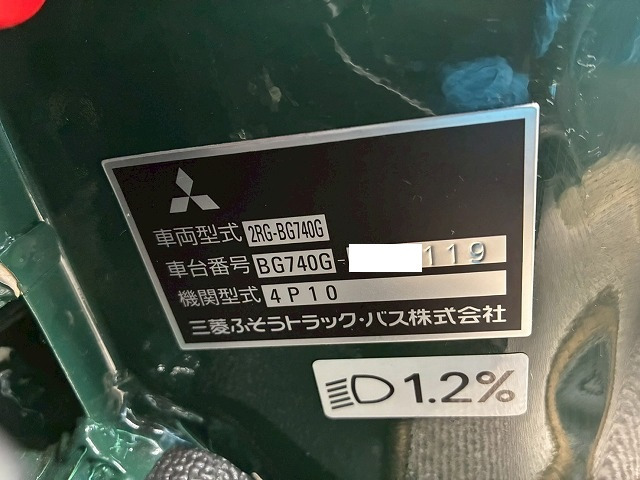 車両型式 2RG-BG740G
車台番号 BG740G- 119
機関型式 4P10
三菱ふそうトラック・バス株式会社
1.2%